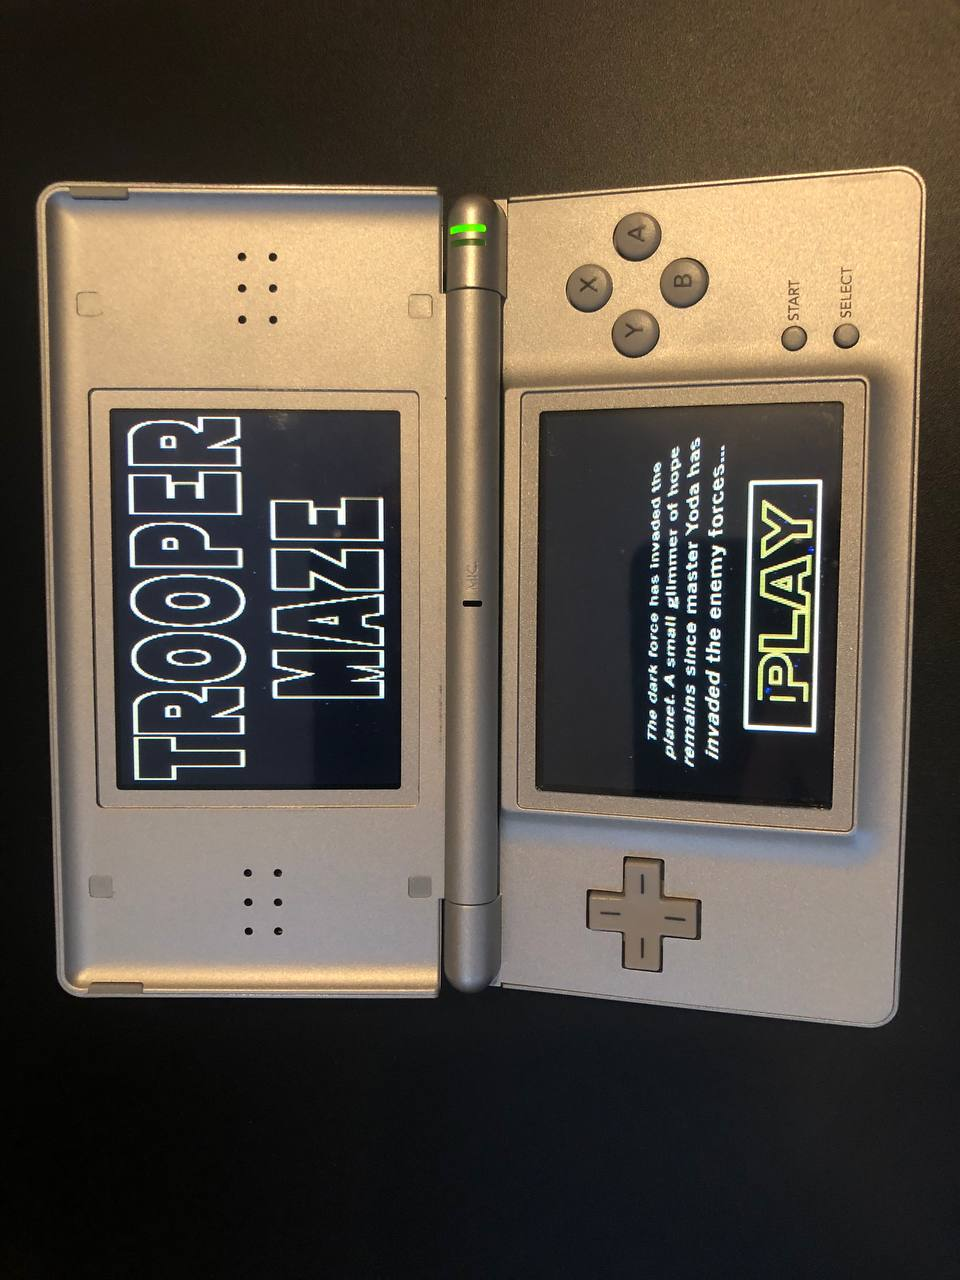 TROOPER
MAZE
MIC.
The dark force has invaded the
planet. A small glimmer of hope
remains since master Yoda has
invaded the enemy forces...
PLAY
X
A
Y
B
START
SELECT